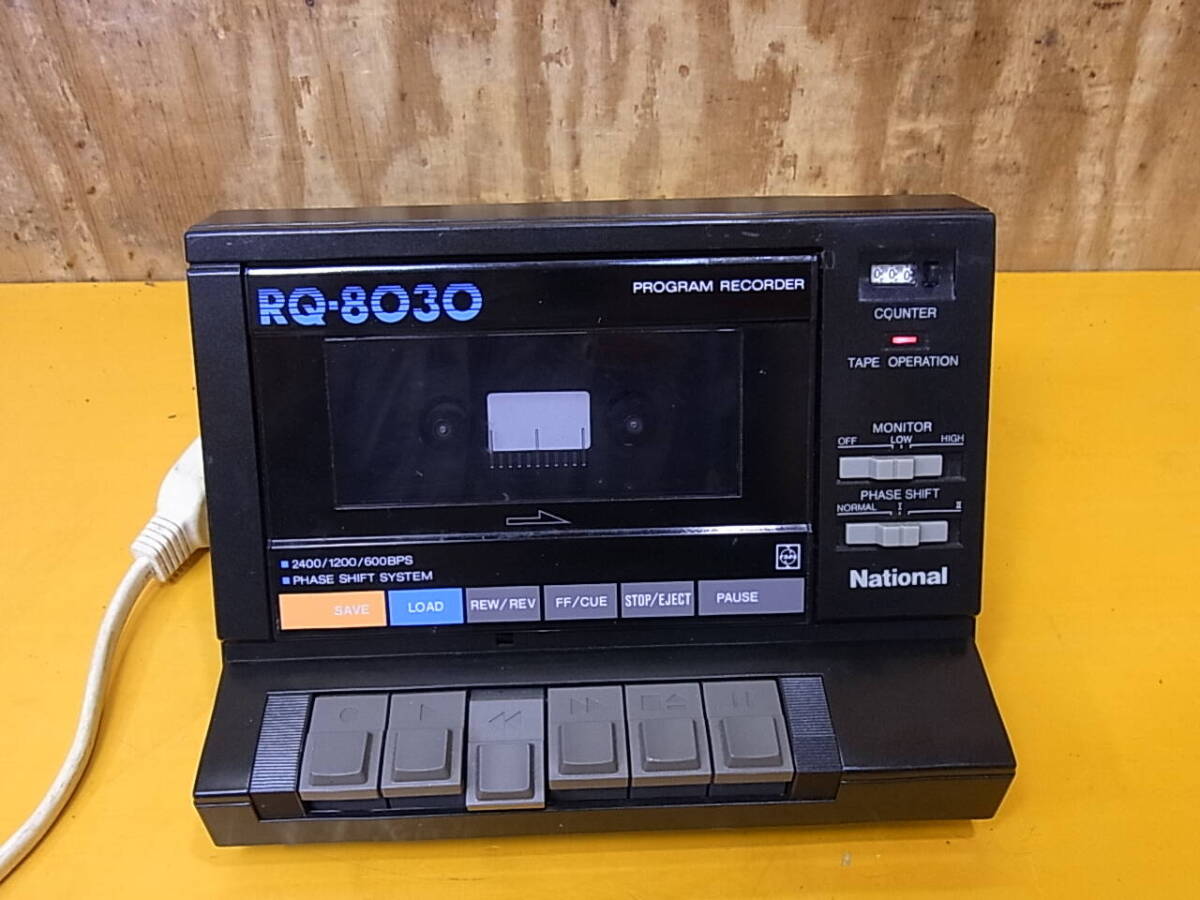 RQ-8030
PROGRAM RECORDER
000
COUNTER
TAPE OPERATION
MONITOR
OFF LOW HIGH
PHASE SHIFT
NORMAL I II
National
2400/1200/600BPS
PHASE SHIFT SYSTEM
SAVE LOAD REW/REV FF/CUE STOP/EJECT PAUSE